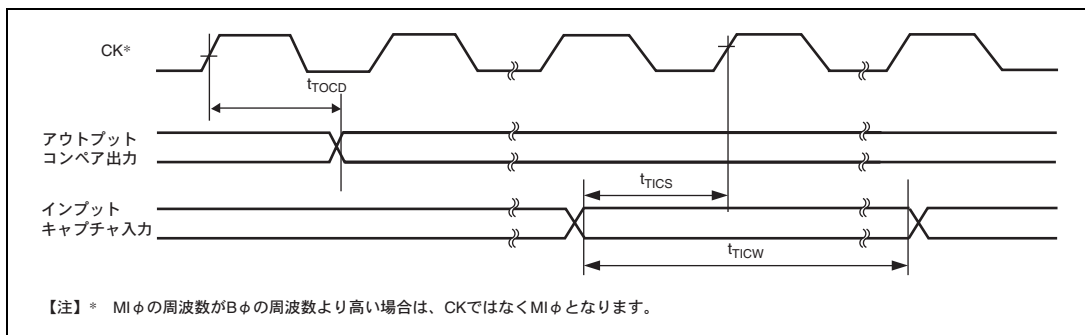 CK*
tTOCD
アウトプット
コンペア出力
tTICS
インプット
キャプチャ入力
tTICW
【注】* MIφの周波数がBφの周波数より高い場合は、CKではなくMIφとなります。